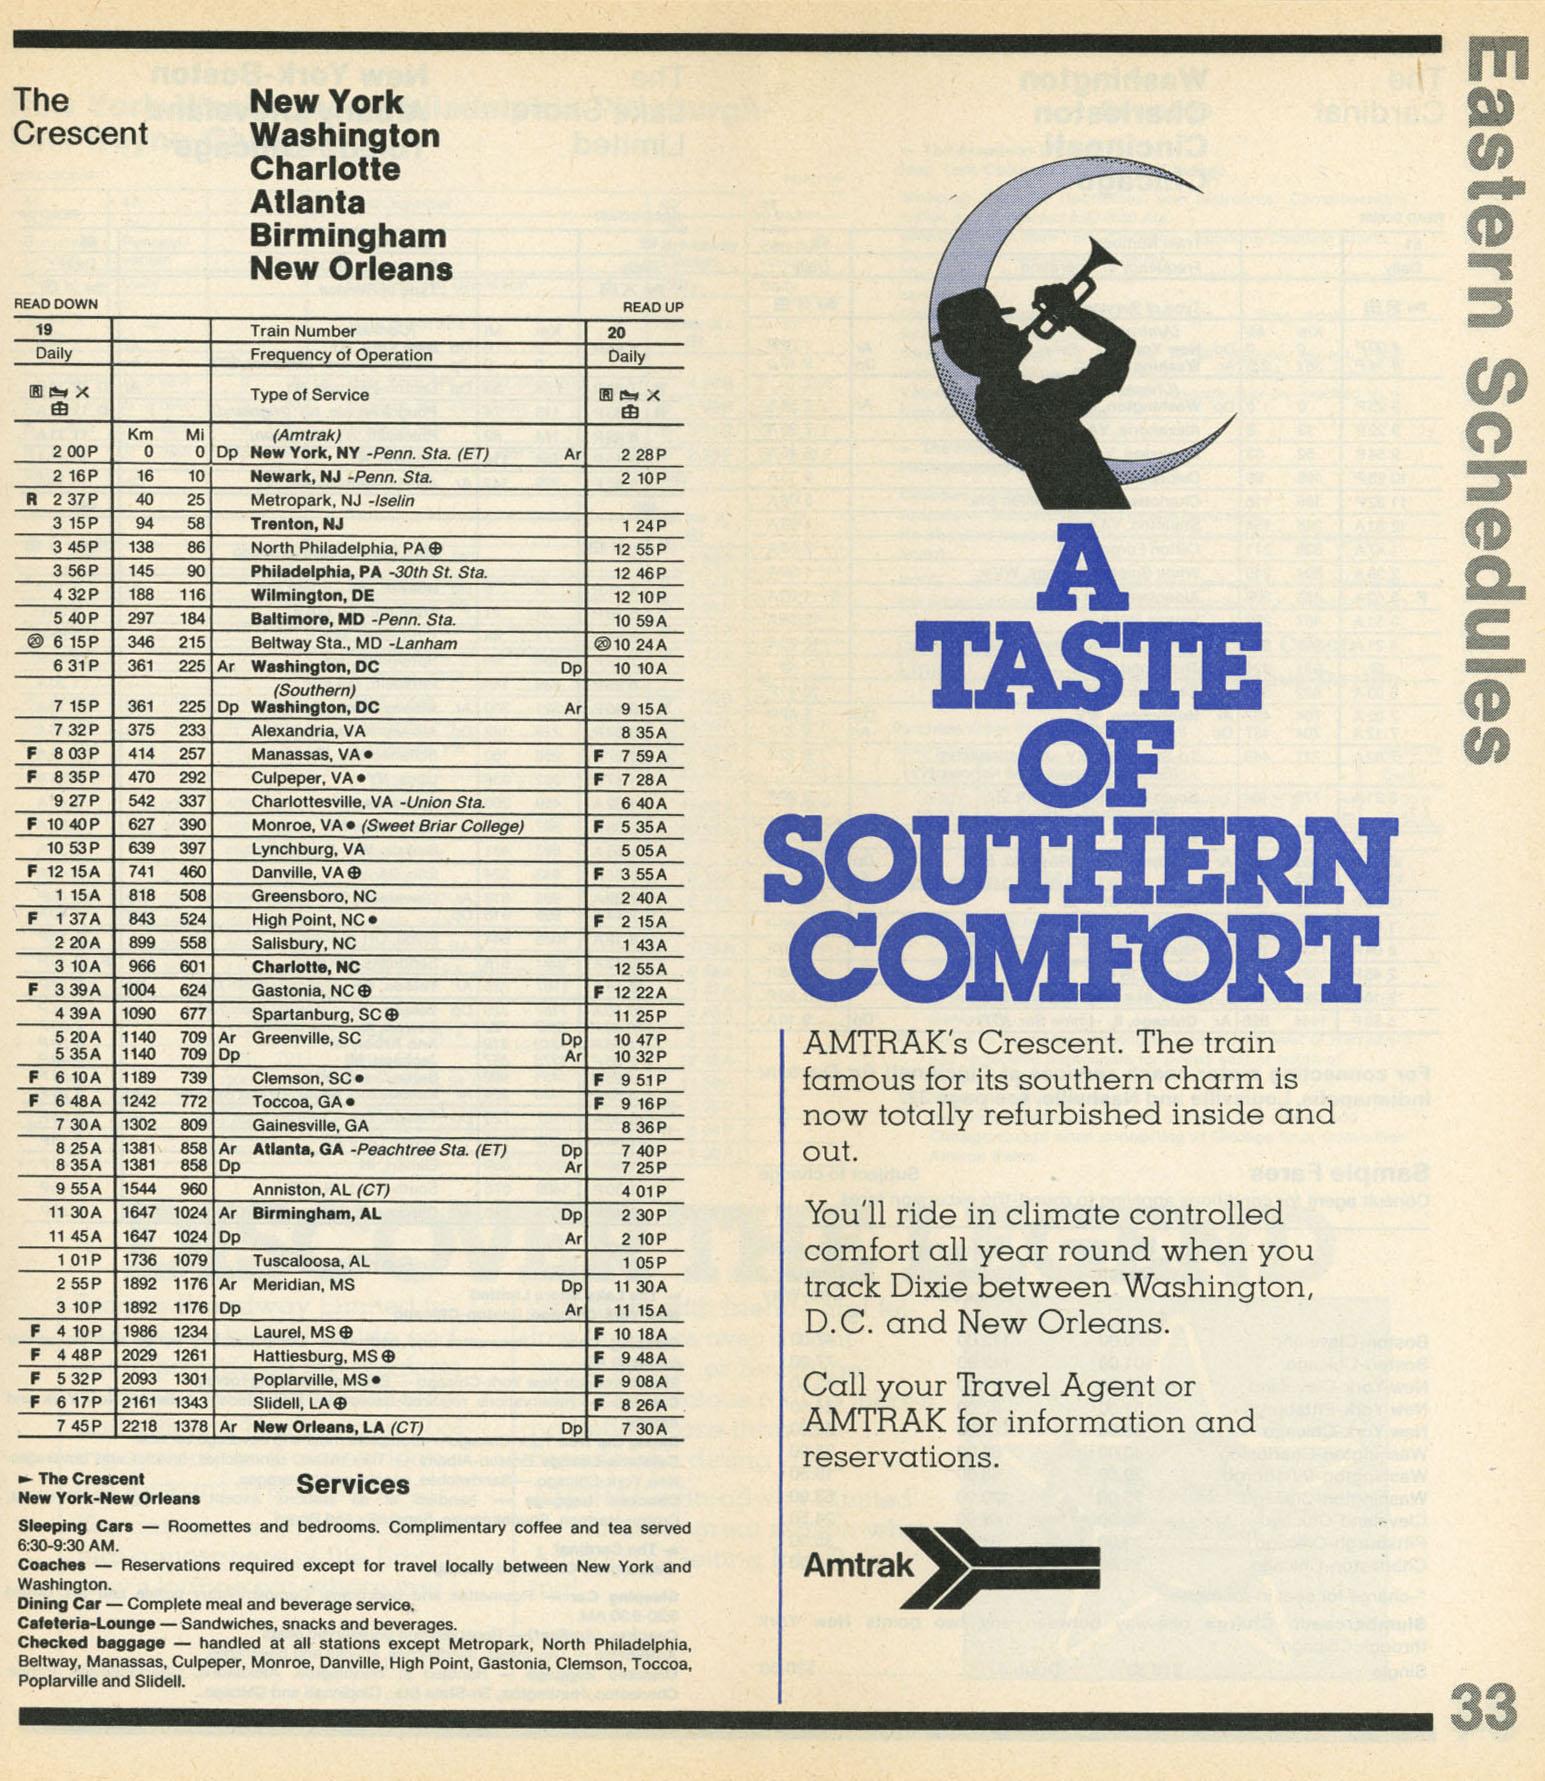 Eastern Schedules
The
Crescent
New York
Washington
Charlotte
Atlanta
Birmingham
New Orleans
READ DOWN READ UP
19 Train Number 20
Daily Frequency of Operation Daily
R Type of Service R
Km Mi (Amtrak)
2 00P 0 0 Dp New York, NY -Penn. Sta. (ET) Ar 2 28P
2 16P 16 10 Newark, NJ -Penn. Sta. 2 10P
R 2 37P 40 25 Metropark, NJ -Iselin
3 15P 94 58 Trenton, NJ 1 24P
3 45P 138 86 North Philadelphia, PA ⊕ 12 55P
3 56P 145 90 Philadelphia, PA -30th St. Sta. 12 46P
4 32P 188 116 Wilmington, DE 12 10P
5 40P 297 184 Baltimore, MD -Penn. Sta. 10 59A
⑳ 6 15P 346 215 Beltway Sta., MD -Lanham ⑳ 10 24A
6 31P 361 225 Ar Washington, DC Dp 10 10A
(Southern)
7 15P 361 225 Dp Washington, DC Ar 9 15A
7 32P 375 233 Alexandria, VA 8 35A
F 8 03P 414 257 Manassas, VA ● F 7 59A
F 8 35P 470 292 Culpeper, VA ● F 7 28A
9 27P 542 337 Charlottesville, VA -Union Sta. 6 40A
F 10 40P 627 390 Monroe, VA ● (Sweet Briar College) F 5 35A
10 53P 639 397 Lynchburg, VA 5 05A
F 12 15A 741 460 Danville, VA ⊕ F 3 55A
1 15A 818 508 Greensboro, NC 2 40A
F 1 37A 843 524 High Point, NC ● F 2 15A
2 20A 899 558 Salisbury, NC 1 43A
3 10A 966 601 Charlotte, NC 12 55A
F 3 39A 1004 624 Gastonia, NC ⊕ F 12 22A
4 39A 1090 677 Spartanburg, SC ⊕ 11 25P
5 20A 1140 709 Ar Greenville, SC Dp 10 47P
5 35A 1140 709 Dp Ar 10 32P
F 6 10A 1189 739 Clemson, SC ● F 9 51P
F 6 48A 1242 772 Toccoa, GA ● F 9 16P
7 30A 1302 809 Gainesville, GA 8 36P
8 25A 1381 858 Ar Atlanta, GA -Peachtree Sta. (ET) Dp 7 40P
8 35A 1381 858 Dp Ar 7 25P
9 55A 1544 960 Anniston, AL (CT) 4 01P
11 30A 1647 1024 Ar Birmingham, AL Dp 2 30P
11 45A 1647 1024 Dp Ar 2 10P
1 01P 1736 1079 Tuscaloosa, AL 1 05P
2 55P 1892 1176 Ar Meridian, MS Dp 11 30A
3 10P 1892 1176 Dp Ar 11 15A
F 4 10P 1986 1234 Laurel, MS ⊕ F 10 18A
F 4 48P 2029 1261 Hattiesburg, MS ⊕ F 9 48A
F 5 32P 2093 1301 Poplarville, MS ● F 9 08A
F 6 17P 2161 1343 Slidell, LA ⊕ F 8 26A
7 45P 2218 1378 Ar New Orleans, LA (CT) Dp 7 30A
► The Crescent Services
New York-New Orleans
Sleeping Cars — Roomettes and bedrooms. Complimentary coffee and tea served
6:30-9:30 AM.
Coaches — Reservations required except for travel locally between New York and
Washington.
Dining Car — Complete meal and beverage service.
Cafeteria-Lounge — Sandwiches, snacks and beverages.
Checked baggage — handled at all stations except Metropark, North Philadelphia,
Beltway, Manassas, Culpeper, Monroe, Danville, High Point, Gastonia, Clemson, Toccoa,
Poplarville and Slidell.
A
TASTE
OF
SOUTHERN
COMFORT
AMTRAK's Crescent. The train
famous for its southern charm is
now totally refurbished inside and
out.
You'll ride in climate controlled
comfort all year round when you
track Dixie between Washington,
D.C. and New Orleans.
Call your Travel Agent or
AMTRAK for information and
reservations.
Amtrak
33